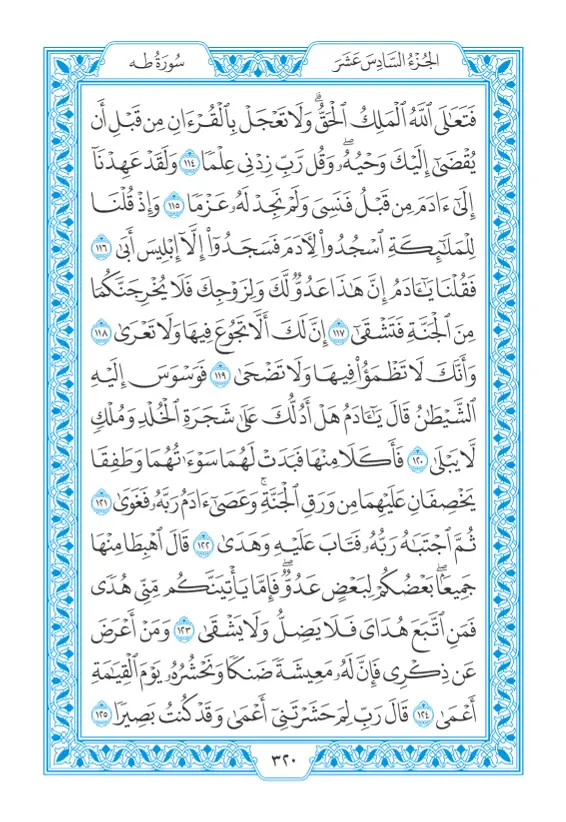 الجُزْءُ السَّادِسَ عَشَرَ
سُورَةُ طه
فَتَعَٰلَى ٱللَّهُ ٱلْمَلِكُ ٱلْحَقُّۗ وَلَا تَعْجَلْ بِٱلْقُرْءَانِ مِن قَبْلِ أَن
يُقْضَىٰٓ إِلَيْكَ وَحْيُهُۥۖ وَقُل رَّبِّ زِدْنِى عِلْمًا ١١٤ وَلَقَدْ عَهِدْنَآ
إِلَىٰٓ ءَادَمَ مِن قَبْلُ فَنَسِىَ وَلَمْ نَجِدْ لَهُۥ عَزْمًا ١١٥ وَإِذْ قُلْنَا
لِلْمَلَٰٓئِكَةِ ٱسْجُدُوا۟ لِءَادَمَ فَسَجَدُوٓا۟ إِلَّآ إِبْلِيسَ أَبَىٰ ١١٦
فَقُلْنَا يَٰٓـَٔادَمُ إِنَّ هَٰذَا عَدُوٌّ لَّكَ وَلِزَوْجِكَ فَلَا يُخْرِجَنَّكُمَا
مِنَ ٱلْجَنَّةِ فَتَشْقَىٰٓ ١١٧ إِنَّ لَكَ أَلَّا تَجُوعَ فِيهَا وَلَا تَعْرَىٰ ١١٨
وَأَنَّكَ لَا تَظْمَؤُا۟ فِيهَا وَلَا تَضْحَىٰ ١١٩ فَوَسْوَسَ إِلَيْهِ
ٱلشَّيْطَٰنُ قَالَ يَٰٓـَٔادَمُ هَلْ أَدُلُّكَ عَلَىٰ شَجَرَةِ ٱلْخُلْدِ وَمُلْكٍ
لَّا يَبْلَىٰ ١٢٠ فَأَكَلَا مِنْهَا فَبَدَتْ لَهُمَا سَوْءَٰتُهُمَا وَطَفِقَا
يَخْصِفَانِ عَلَيْهِمَا مِن وَرَقِ ٱلْجَنَّةِۚ وَعَصَىٰٓ ءَادَمُ رَبَّهُۥ فَغَوَىٰ ١٢١
ثُمَّ ٱجْتَبَٰهُ رَبُّهُۥ فَتَابَ عَلَيْهِ وَهَدَىٰ ١٢٢ قَالَ ٱهْبِطَا مِنْهَا
جَمِيعًۢاۖ بَعْضُكُمْ لِبَعْضٍ عَدُوٌّۖ فَإِمَّا يَأْتِيَنَّكُم مِّنِّى هُدًى
فَمَنِ ٱتَّبَعَ هُدَاىَ فَلَا يَضِلُّ وَلَا يَشْقَىٰ ١٢٣ وَمَنْ أَعْرَضَ
عَن ذِكْرِى فَإِنَّ لَهُۥ مَعِيشَةً ضَنكًا وَنَحْشُرُهُۥ يَوْمَ ٱلْقِيَٰمَةِ
أَعْمَىٰ ١٢٤ قَالَ رَبِّ لِمَ حَشَرْتَنِىٓ أَعْمَىٰ وَقَدْ كُنتُ بَصِيرًا ١٢٥
٣٢٠